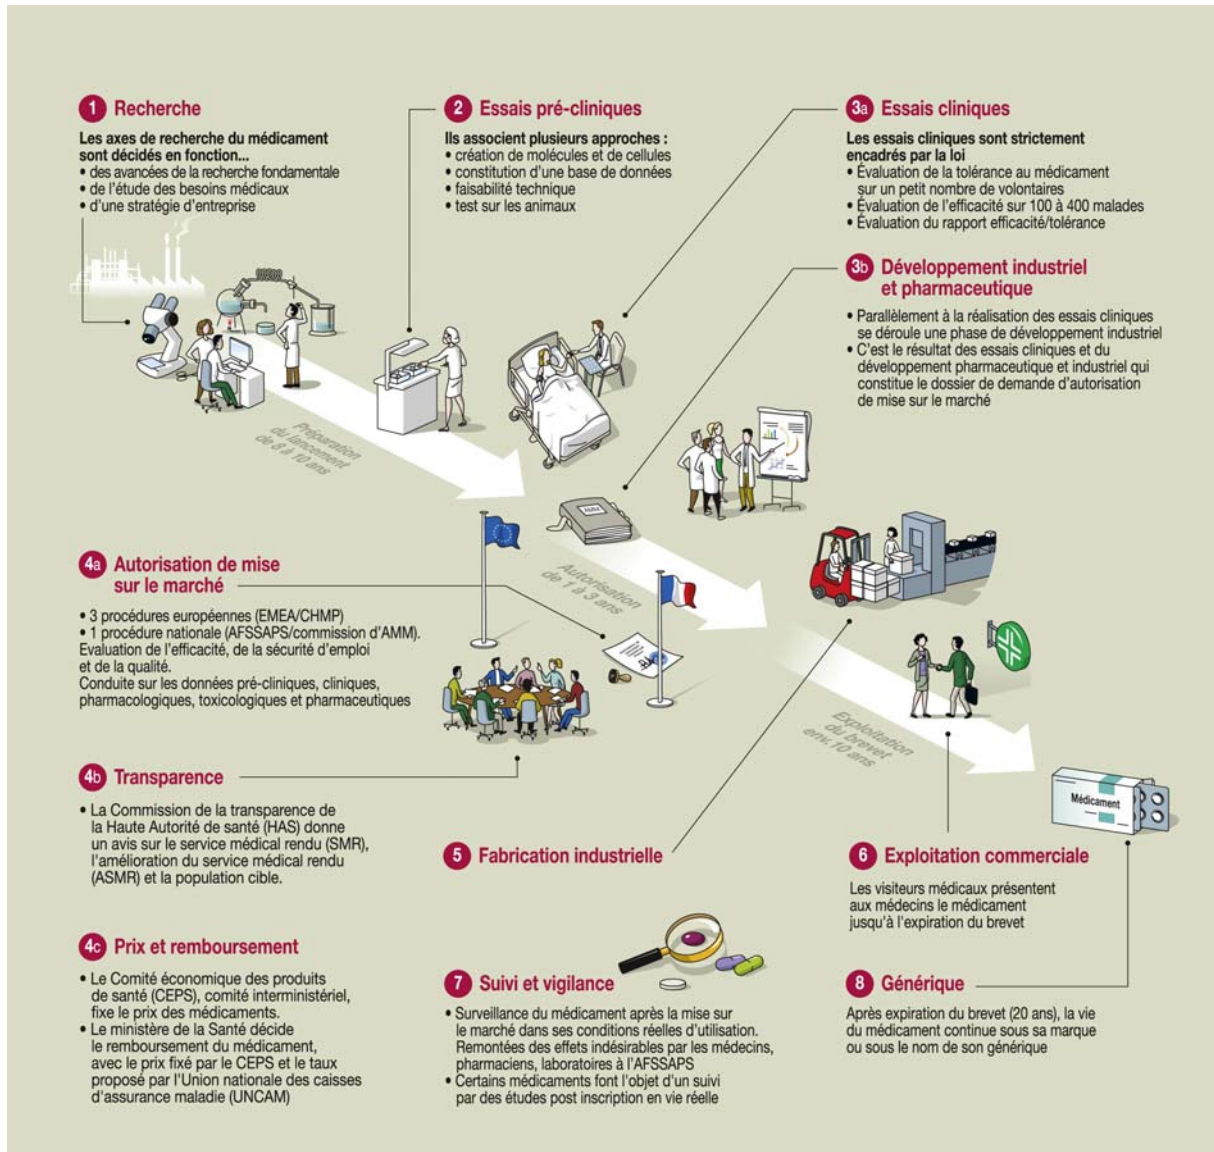 1 Recherche
Les axes de recherche du médicament
sont décidés en fonction...
• des avancées de la recherche fondamentale
• de l'étude des besoins médicaux
• d'une stratégie d'entreprise
2 Essais pré-cliniques
Ils associent plusieurs approches :
• création de molécules et de cellules
• constitution d'une base de données
• faisabilité technique
• test sur les animaux
3a Essais cliniques
Les essais cliniques sont strictement
encadrés par la loi
• Évaluation de la tolérance au médicament
sur un petit nombre de volontaires
• Évaluation de l'efficacité sur 100 à 400 malades
• Évaluation du rapport efficacité/tolérance
3b Développement industriel
et pharmaceutique
• Parallèlement à la réalisation des essais cliniques
se déroule une phase de développement industriel
• C'est le résultat des essais cliniques et du
développement pharmaceutique et industriel qui
constitue le dossier de demande d'autorisation
de mise sur le marché
Préparation
du lancement
de 8 à 10 ans
AMM
Autorisation
de 1 à 3 ans
4a Autorisation de mise
sur le marché
• 3 procédures européennes (EMEA/CHMP)
• 1 procédure nationale (AFSSAPS/commission d'AMM).
Evaluation de l'efficacité, de la sécurité d'emploi
et de la qualité.
Conduite sur les données pré-cliniques, cliniques,
pharmacologiques, toxicologiques et pharmaceutiques
Exploitation
du brevet
env. 10 ans
Médicament
4b Transparence
• La Commission de la transparence de
la Haute Autorité de santé (HAS) donne
un avis sur le service médical rendu (SMR),
l'amélioration du service médical rendu
(ASMR) et la population cible.
4c Prix et remboursement
• Le Comité économique des produits
de santé (CEPS), comité interministériel,
fixe le prix des médicaments.
• Le ministère de la Santé décide
le remboursement du médicament,
avec le prix fixé par le CEPS et le taux
proposé par l'Union nationale des caisses
d'assurance maladie (UNCAM)
5 Fabrication industrielle
6 Exploitation commerciale
Les visiteurs médicaux présentent
aux médecins le médicament
jusqu'à l'expiration du brevet
7 Suivi et vigilance
• Surveillance du médicament après la mise sur
le marché dans ses conditions réelles d'utilisation.
Remontées des effets indésirables par les médecins,
pharmaciens, laboratoires à l'AFSSAPS
• Certains médicaments font l'objet d'un suivi
par des études post inscription en vie réelle
8 Générique
Après expiration du brevet (20 ans), la vie
du médicament continue sous sa marque
ou sous le nom de son générique